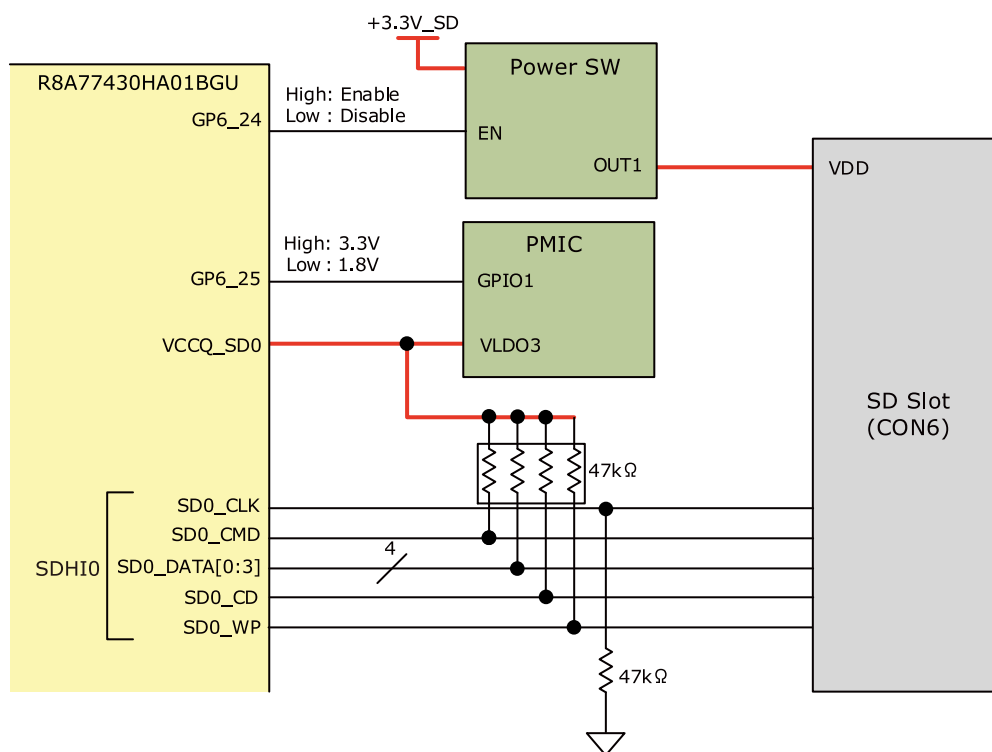 +3.3V_SD
Power SW
R8A77430HA01BGU
High: Enable
Low : Disable
GP6_24
EN
OUT1
VDD
High: 3.3V
Low : 1.8V
PMIC
GP6_25
GPIO1
VCCQ_SD0
VLDO3
SD Slot
(CON6)
47kΩ
SD0_CLK
SD0_CMD
4
SDHI0
SD0_DATA[0:3]
SD0_CD
SD0_WP
47kΩ